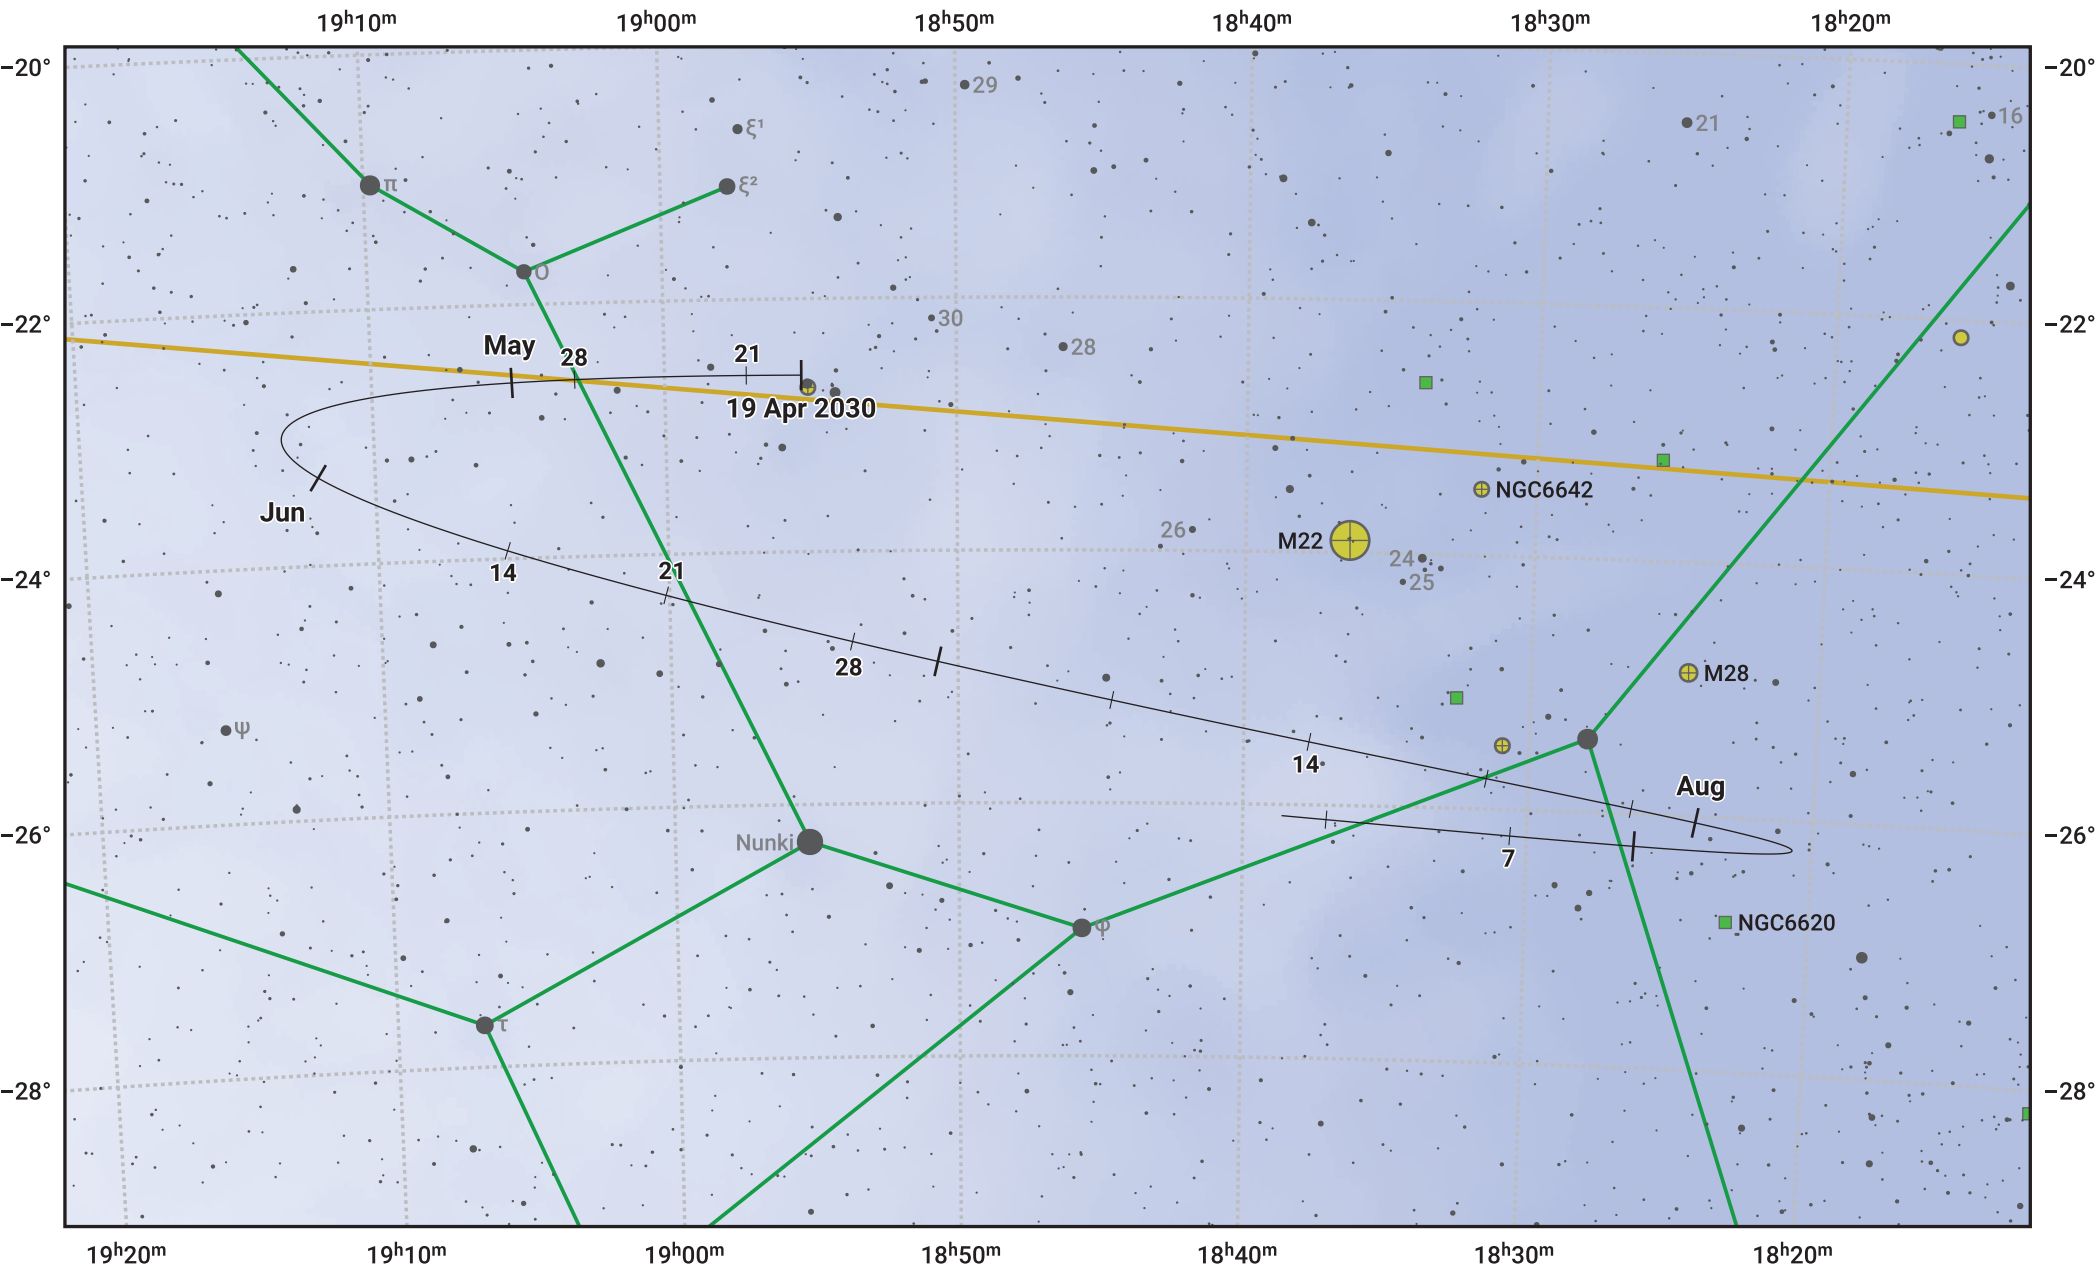 19ʰ10ᵐ 19ʰ00ᵐ 18ʰ50ᵐ 18ʰ40ᵐ 18ʰ30ᵐ 18ʰ20ᵐ
−20° −20°
29
16
21
ξ¹
π ξ²
ο
−22° 30 −22°
May 28 21 28
19 Apr 2030
NGC6642
Jun
26 M22 24
14 21 −24° 25 −24°
28 M28
ψ
14 Aug
−26° Nunki −26°
7
φ NGC6620
τ
−28° −28°
19ʰ20ᵐ 19ʰ10ᵐ 19ʰ00ᵐ 18ʰ50ᵐ 18ʰ40ᵐ 18ʰ30ᵐ 18ʰ20ᵐ